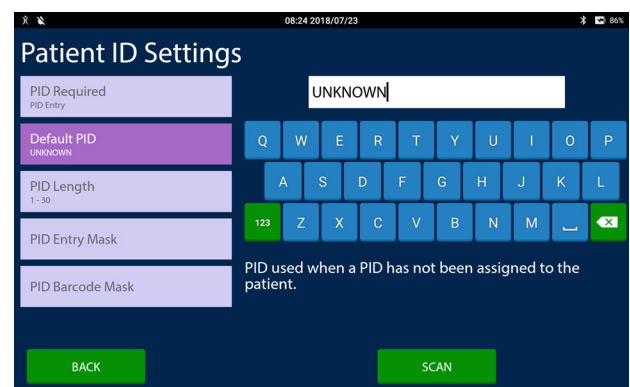 08:24 2018/07/23
86%
Patient ID Settings
PID Required
PID Entry
Default PID
UNKNOWN
PID Length
1 - 30
PID Entry Mask
PID Barcode Mask
UNKNOWN
Q W E R T Y U I O P
A S D F G H J K L
123 Z X C V B N M
PID used when a PID has not been assigned to the
patient.
BACK
SCAN